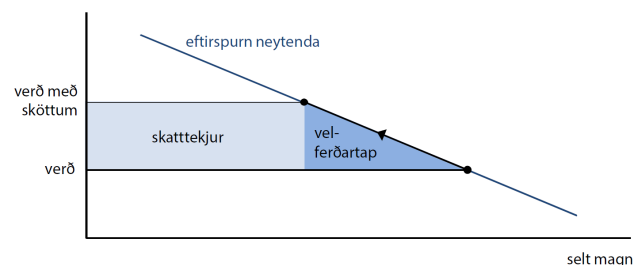 eftirspurn neytenda
verð með
sköttum
skatttekjur
vel-
ferðartap
verð
selt magn